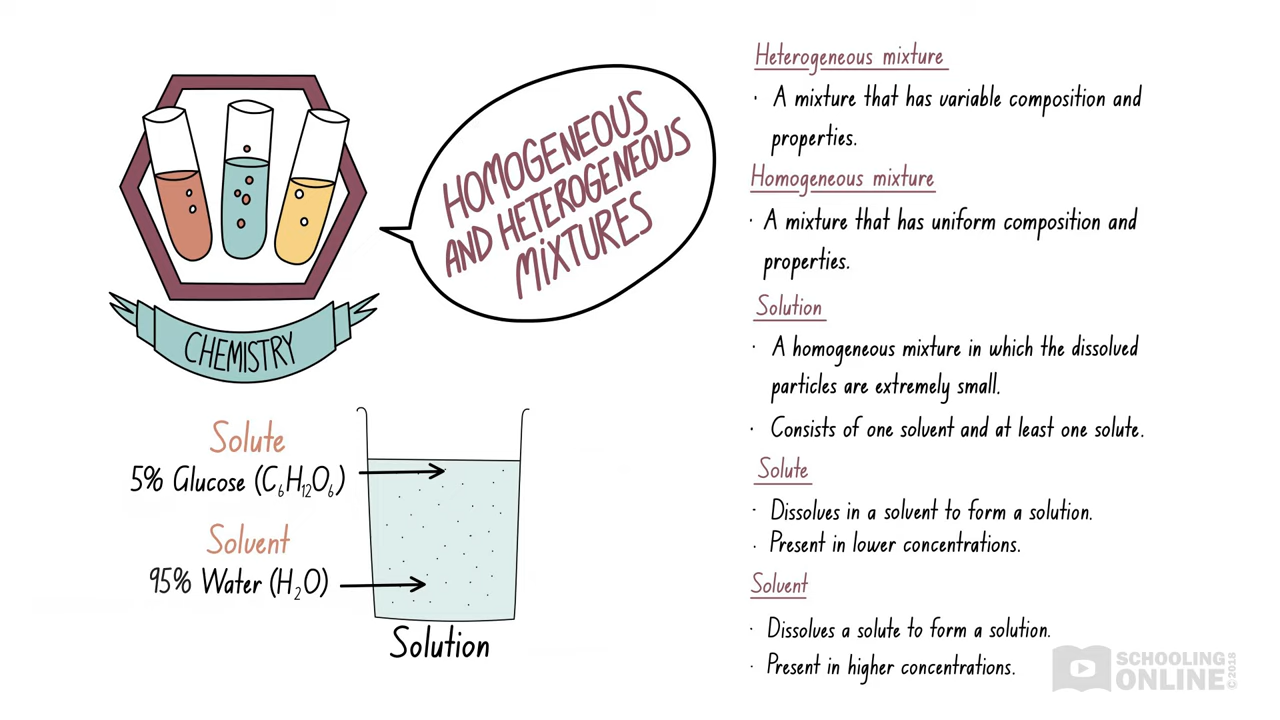 HOMOGENEOUS
AND HETEROGENEOUS
MIXTURES
CHEMISTRY
Solute
5% Glucose (C₆H₁₂O₆)
Solvent
95% Water (H₂O)
Solution
Heterogeneous mixture
· A mixture that has variable composition and
properties.
Homogeneous mixture
· A mixture that has uniform composition and
properties.
Solution
· A homogeneous mixture in which the dissolved
particles are extremely small.
· Consists of one solvent and at least one solute.
Solute
· Dissolves in a solvent to form a solution.
· Present in lower concentrations.
Solvent
· Dissolves a solute to form a solution.
· Present in higher concentrations.
SCHOOLING
ONLINE
©2018